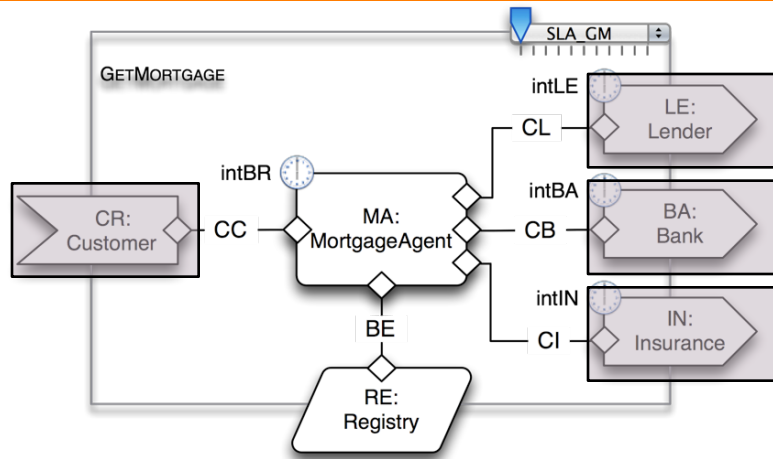 SLA_GM
GETMORTGAGE
intLE
LE:
Lender
CL
intBR
intBA
CR:
Customer
CC
MA:
MortgageAgent
CB
BA:
Bank
intIN
BE
CI
IN:
Insurance
RE:
Registry